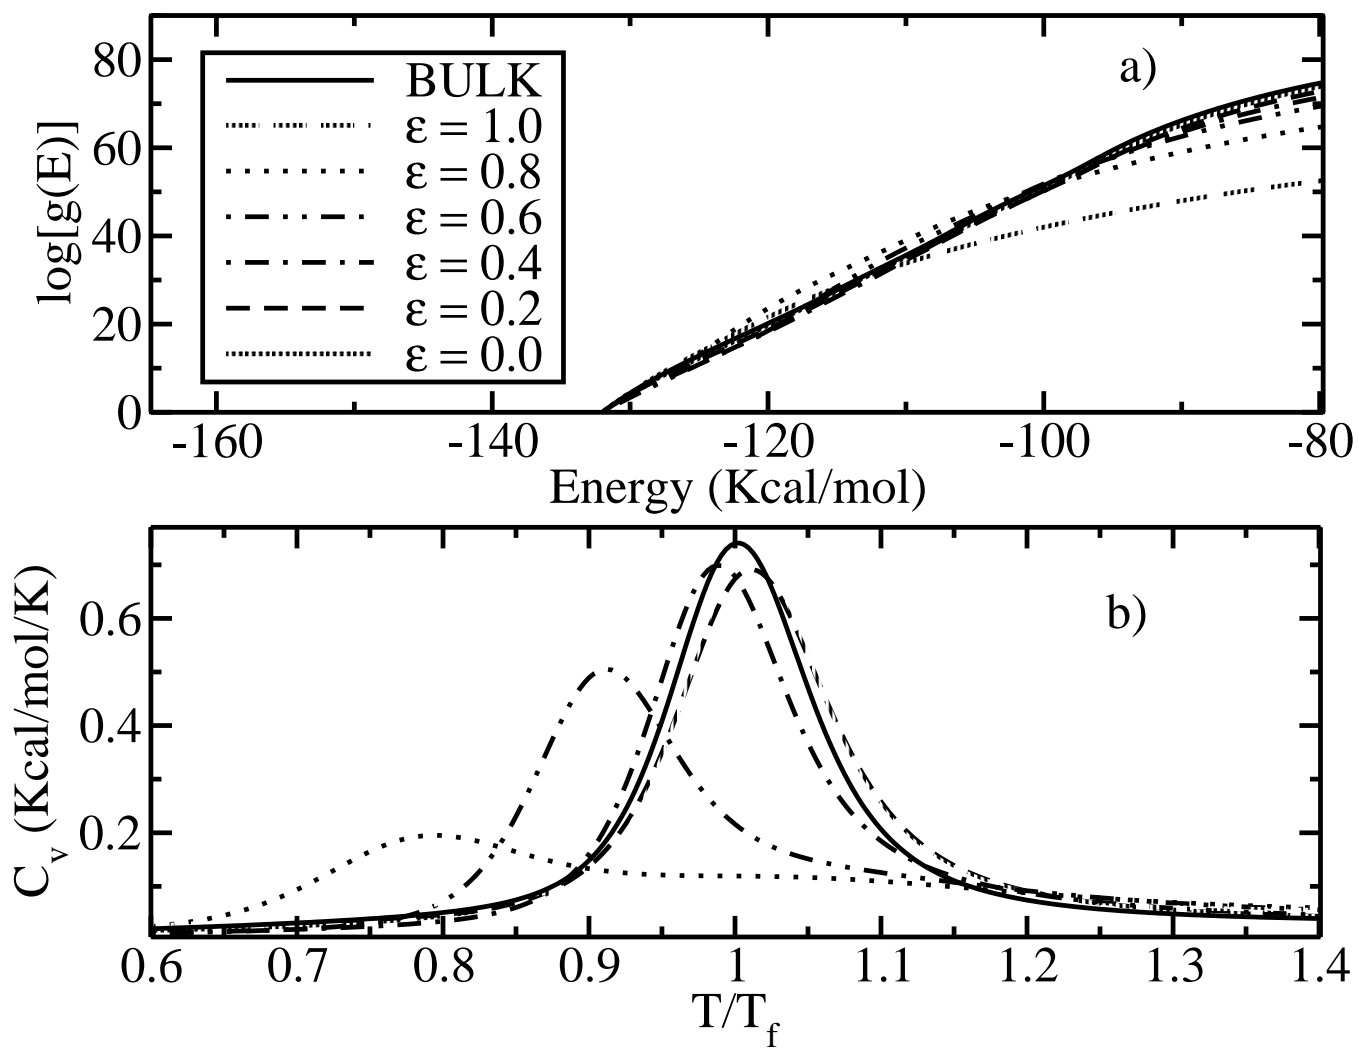 a)
log[g(E)]
80
60
40
20
0
BULK
ε = 1.0
ε = 0.8
ε = 0.6
ε = 0.4
ε = 0.2
ε = 0.0
-160 -140 -120 -100 -80
Energy (Kcal/mol)
b)
C_v (Kcal/mol/K)
0.6
0.4
0.2
0.6 0.7 0.8 0.9 1 1.1 1.2 1.3 1.4
T/T_f